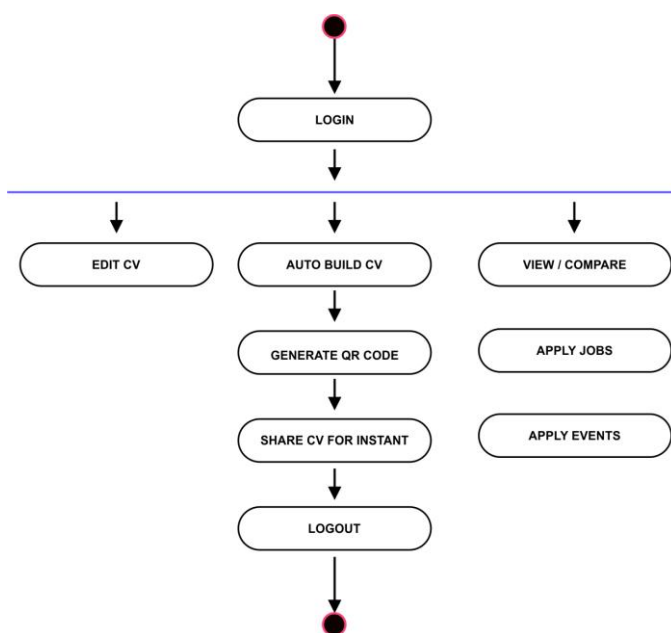 LOGIN
EDIT CV
AUTO BUILD CV
VIEW / COMPARE
GENERATE QR CODE
APPLY JOBS
SHARE CV FOR INSTANT
APPLY EVENTS
LOGOUT